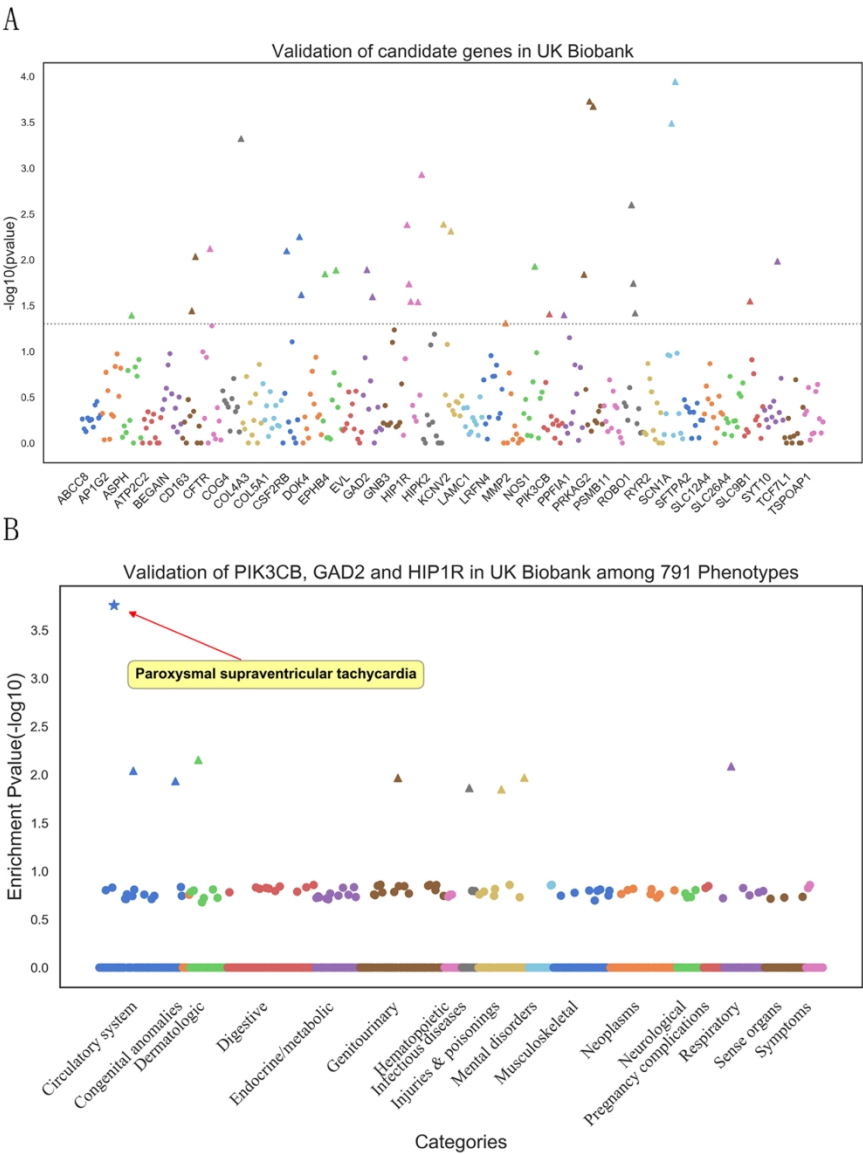 A
Validation of candidate genes in UK Biobank
-log10(pvalue)
4.0
3.5
3.0
2.5
2.0
1.5
1.0
0.5
0.0
ABCC8
AP1G2
ASPH
ATP2C2
BEGAIN
CD163
CFTR
COG4
COL4A3
COL5A1
CSF2RB
DOK4
EPHB4
EVL
GAD2
GNB3
HIP1R
HIPK2
KCNV2
LAMC1
LRFN4
MMP2
NOS1
PIK3CB
PPFIA1
PRKAG2
PSMB11
ROBO1
RYR2
SCN1A
SFTPA2
SLC12A4
SLC26A4
SLC9B1
SYT10
TCF7L1
TSPOAP1
B
Validation of PIK3CB, GAD2 and HIP1R in UK Biobank among 791 Phenotypes
Enrichment Pvalue(-log10)
3.5
3.0
2.5
2.0
1.5
1.0
0.5
0.0
Paroxysmal supraventricular tachycardia
Circulatory system
Congenital anomalies
Dermatologic
Digestive
Endocrine/metabolic
Genitourinary
Hematopoietic
Infectious diseases
Injuries & poisonings
Mental disorders
Musculoskeletal
Neoplasms
Neurological
Pregnancy complications
Respiratory
Sense organs
Symptoms
Categories